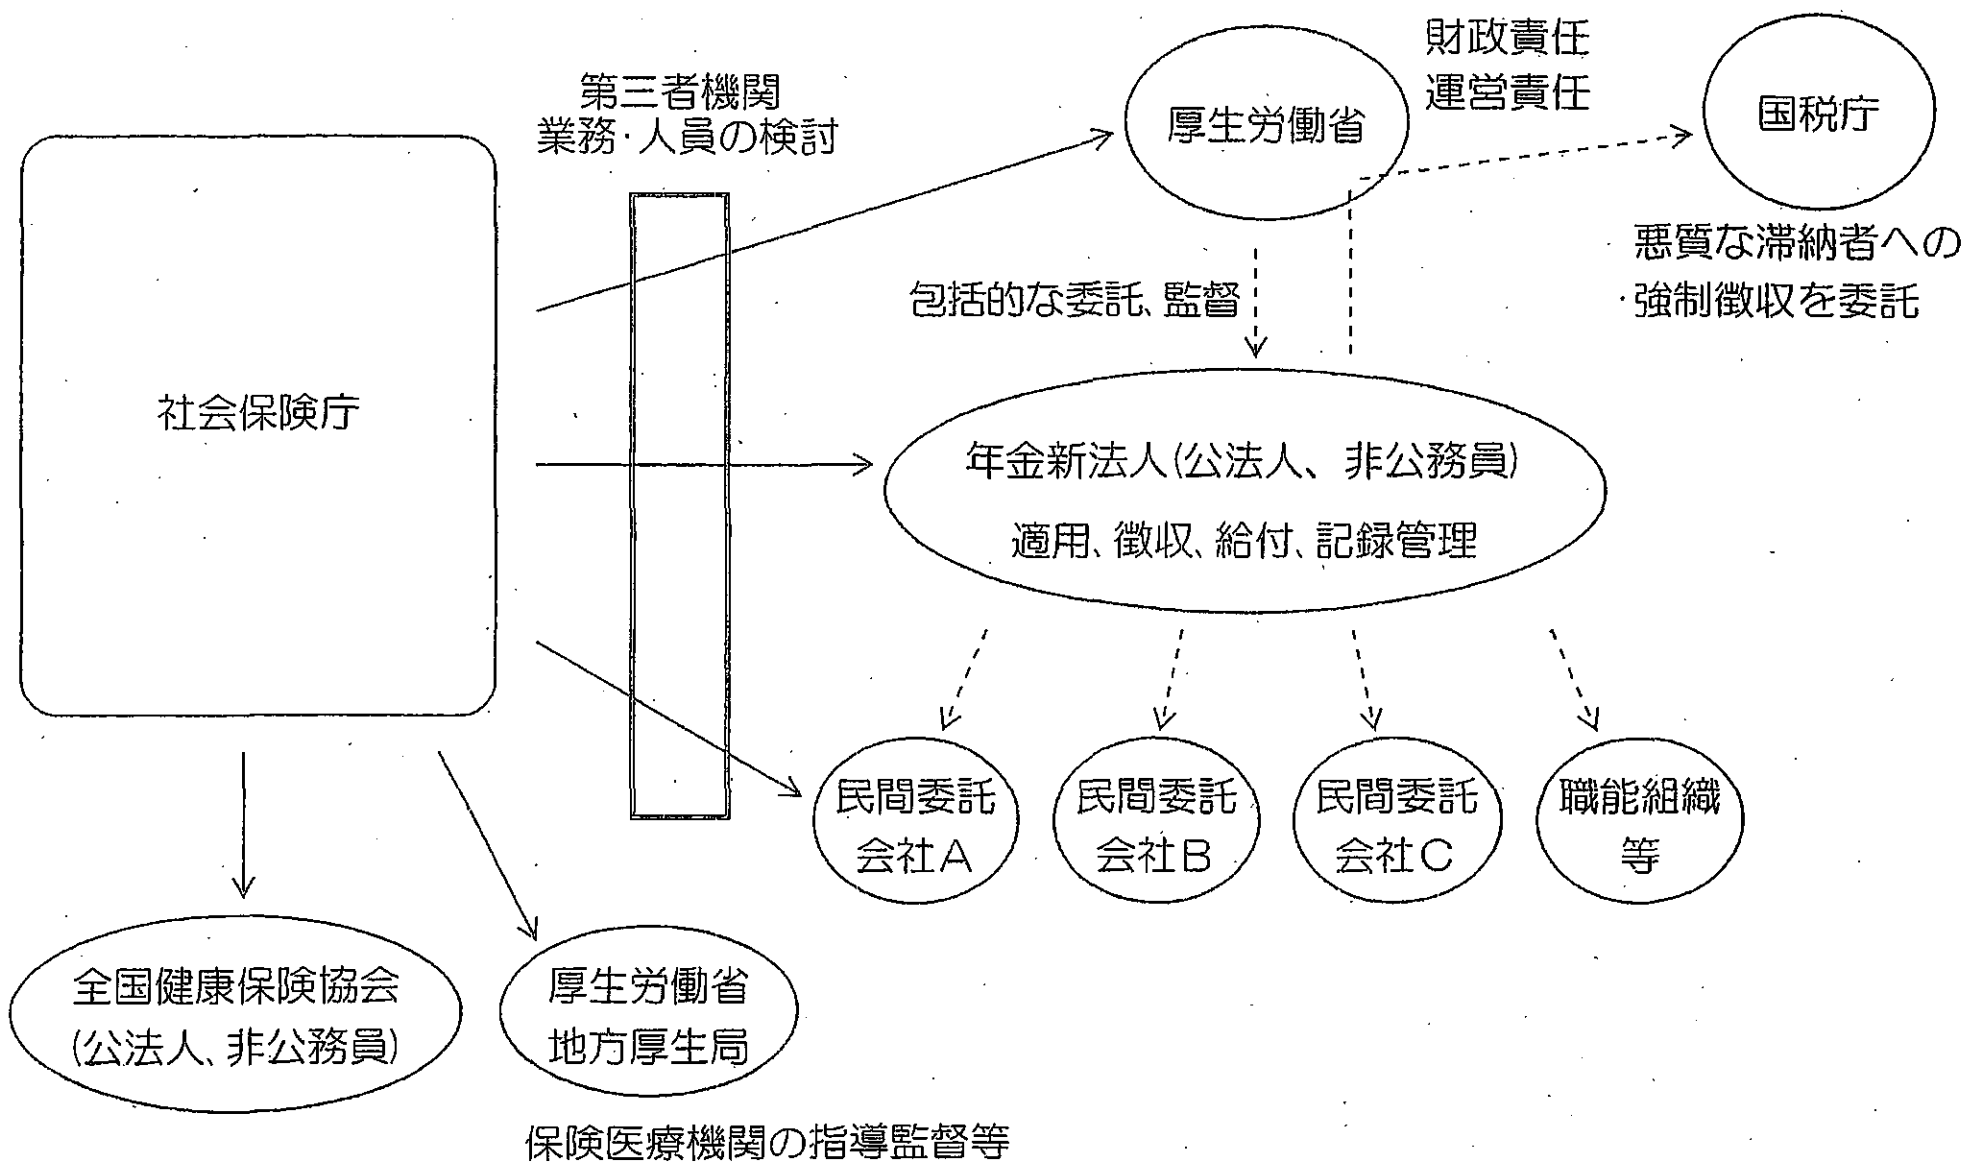 財政責任
運営責任
第三者機関
業務・人員の検討
厚生労働省
国税庁
悪質な滞納者への
強制徴収を委託
包括的な委託、監督
社会保険庁
年金新法人(公法人、非公務員)
適用、徴収、給付、記録管理
民間委託
会社A
民間委託
会社B
民間委託
会社C
職能組織
等
全国健康保険協会
(公法人、非公務員)
厚生労働省
地方厚生局
保険医療機関の指導監督等